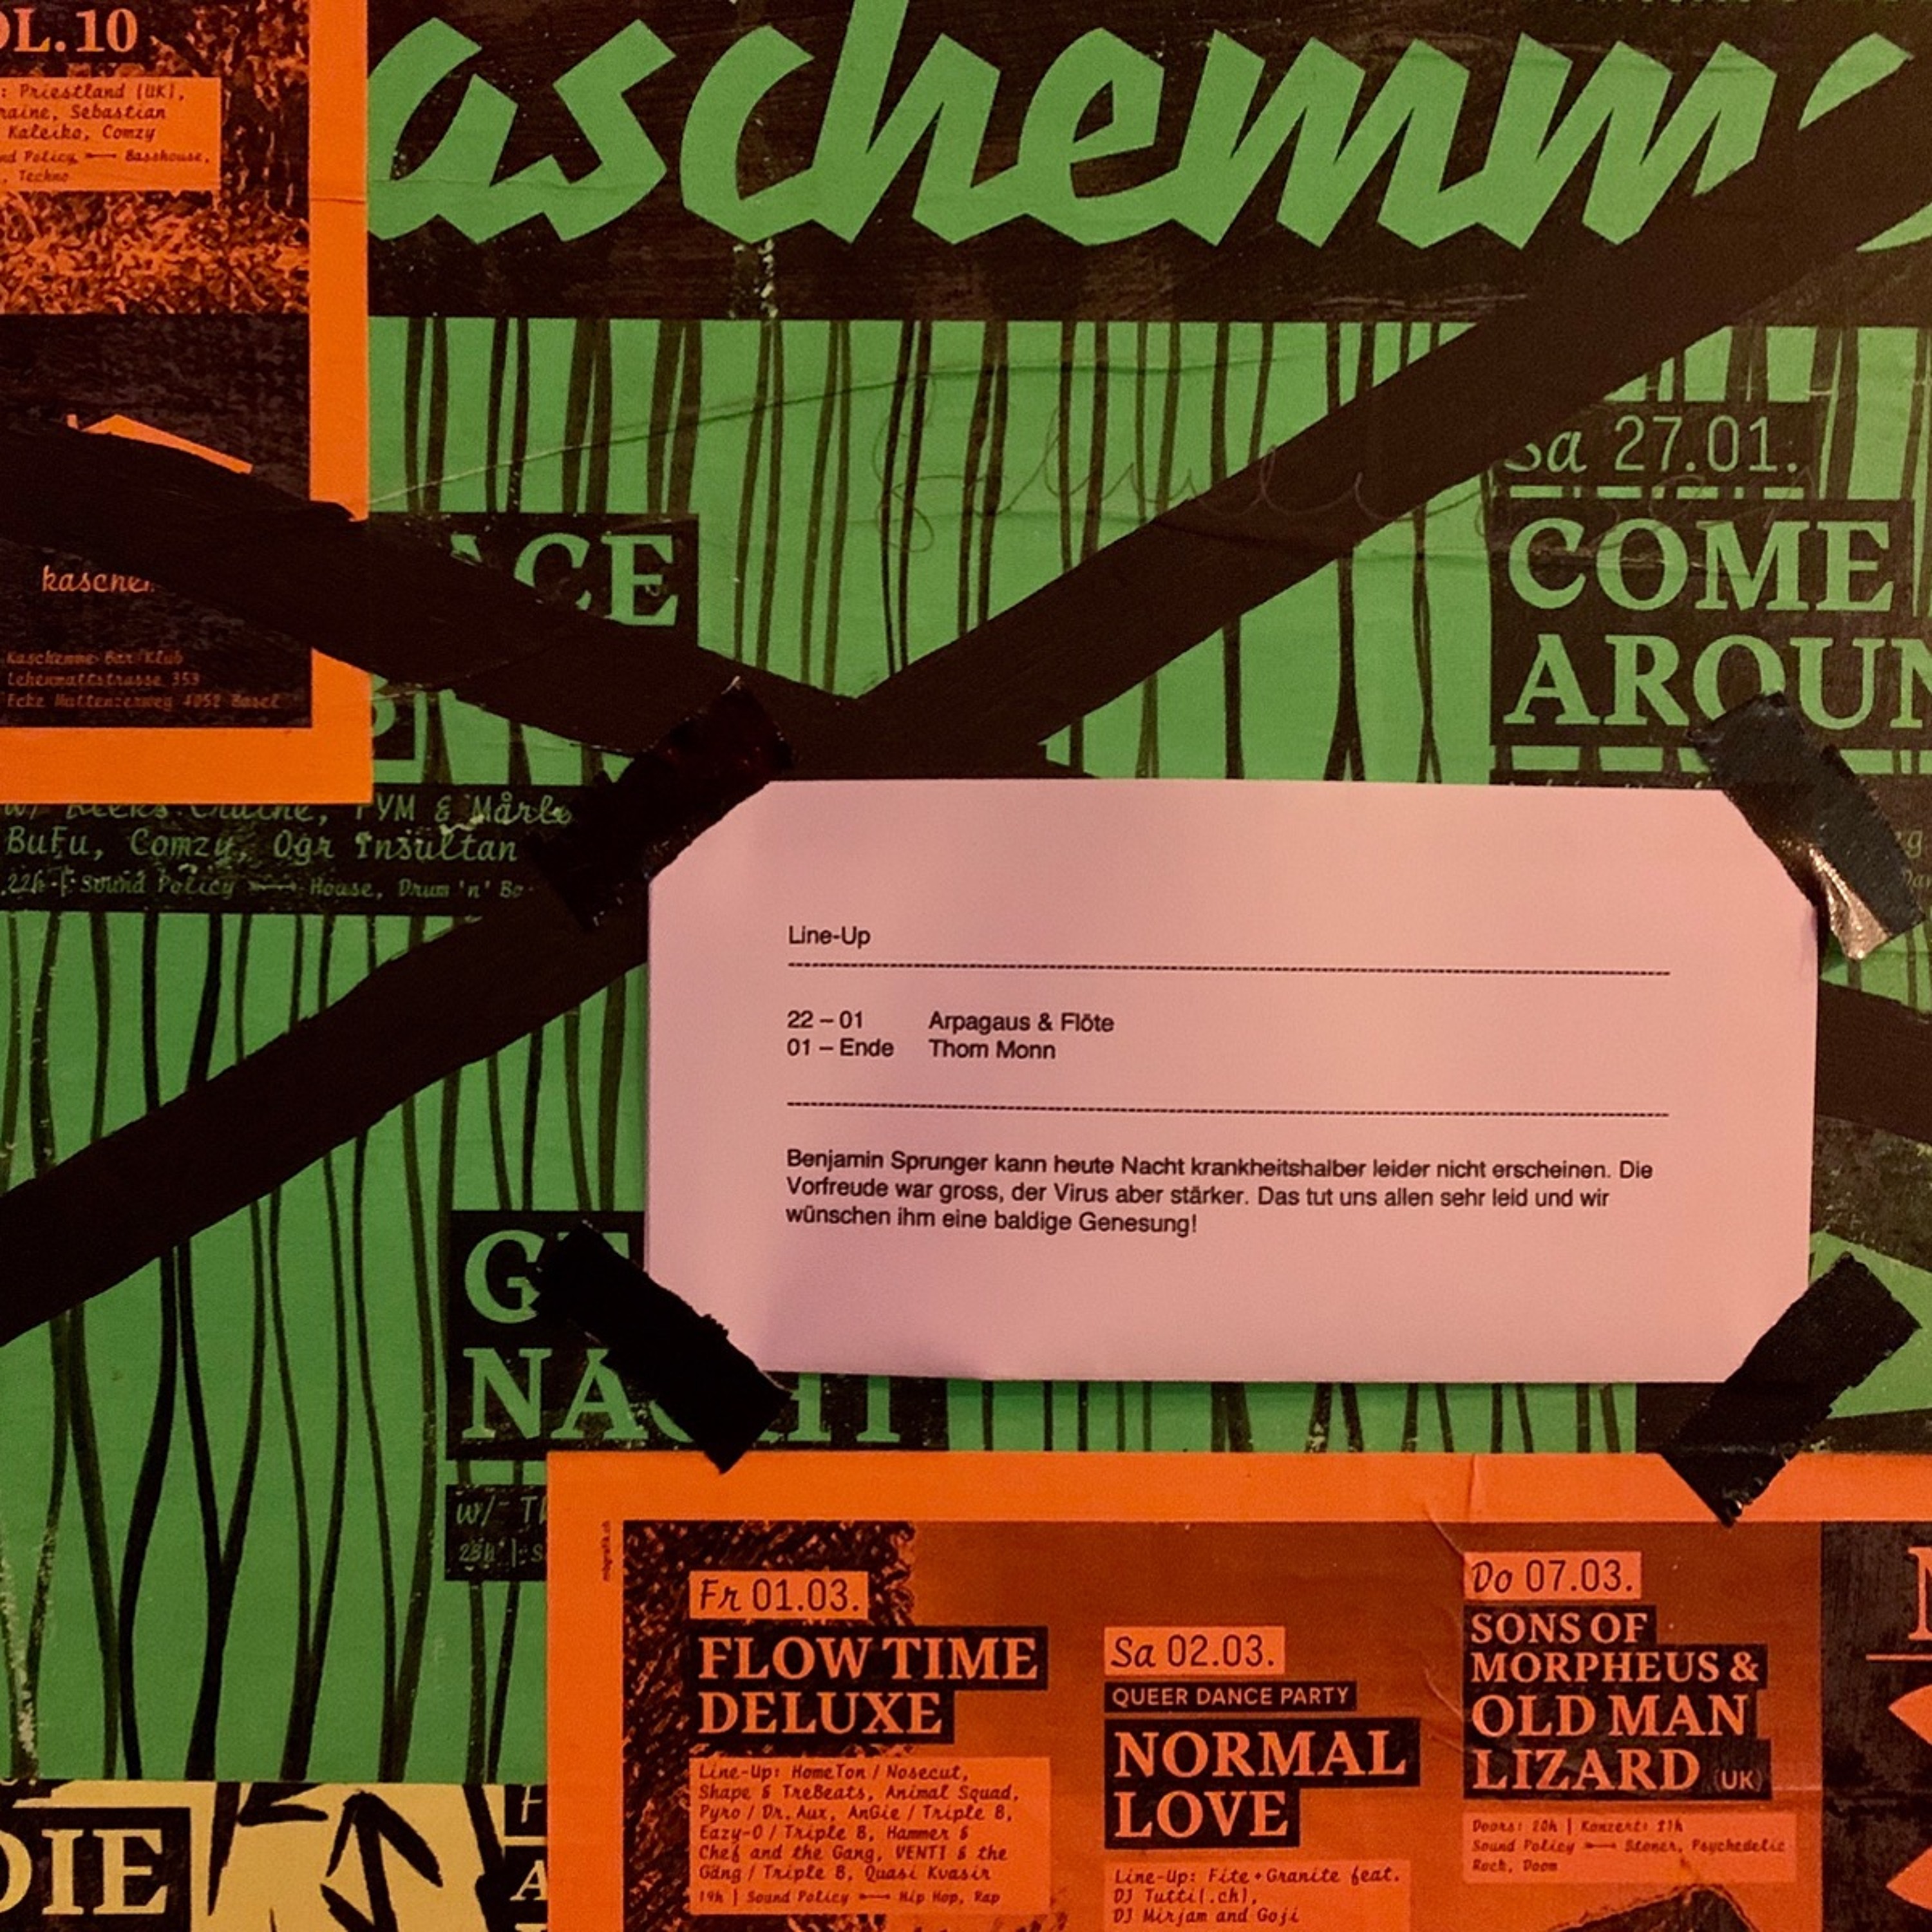 OL. 10
: Priestland (UK),
raine, Sebastian
Kaleiko, Comzy
nd Policy Basshouse,
, Techno
aschemm
kaschem
Kaschemme Bar Klub
Lehenmattstrasse 353
4052 Basel
Sa 27.01.
COME
AROUN
ACE
PYM & Mårlo
BuFu, Comzy, Ogr Insultan
22h | Sound Policy House, Drum 'n' Ba
Line-Up
22 – 01 Arpagaus & Flöte
01 – Ende Thom Monn
Benjamin Sprunger kann heute Nacht krankheitshalber leider nicht erscheinen. Die
Vorfreude war gross, der Virus aber stärker. Das tut uns allen sehr leid und wir
wünschen ihm eine baldige Genesung!
NACHT
w/ Th
23h | S
Fr 01.03.
FLOW TIME
DELUXE
Line-Up: HomeTon / Nosecut,
Shape & TreBeats, Animal Squad,
Pyro / Dr. Aux, AnGie / Triple B,
Eazy-O / Triple B, Hammer &
Chef and the Gang, VENTI & the
Gäng / Triple B, Quasi Kvasir
19h | Sound Policy Hip Hop, Rap
Sa 02.03.
QUEER DANCE PARTY
NORMAL
LOVE
Line-Up: Fite + Granite feat.
DJ Tutti(.ch),
DJ Mirjam and Goji
Do 07.03.
SONS OF
MORPHEUS &
OLD MAN
LIZARD (UK)
Doors: 20h | Konzert: 21h
Sound Policy Stoner, Psychedelic
Rock, Doom
DIE